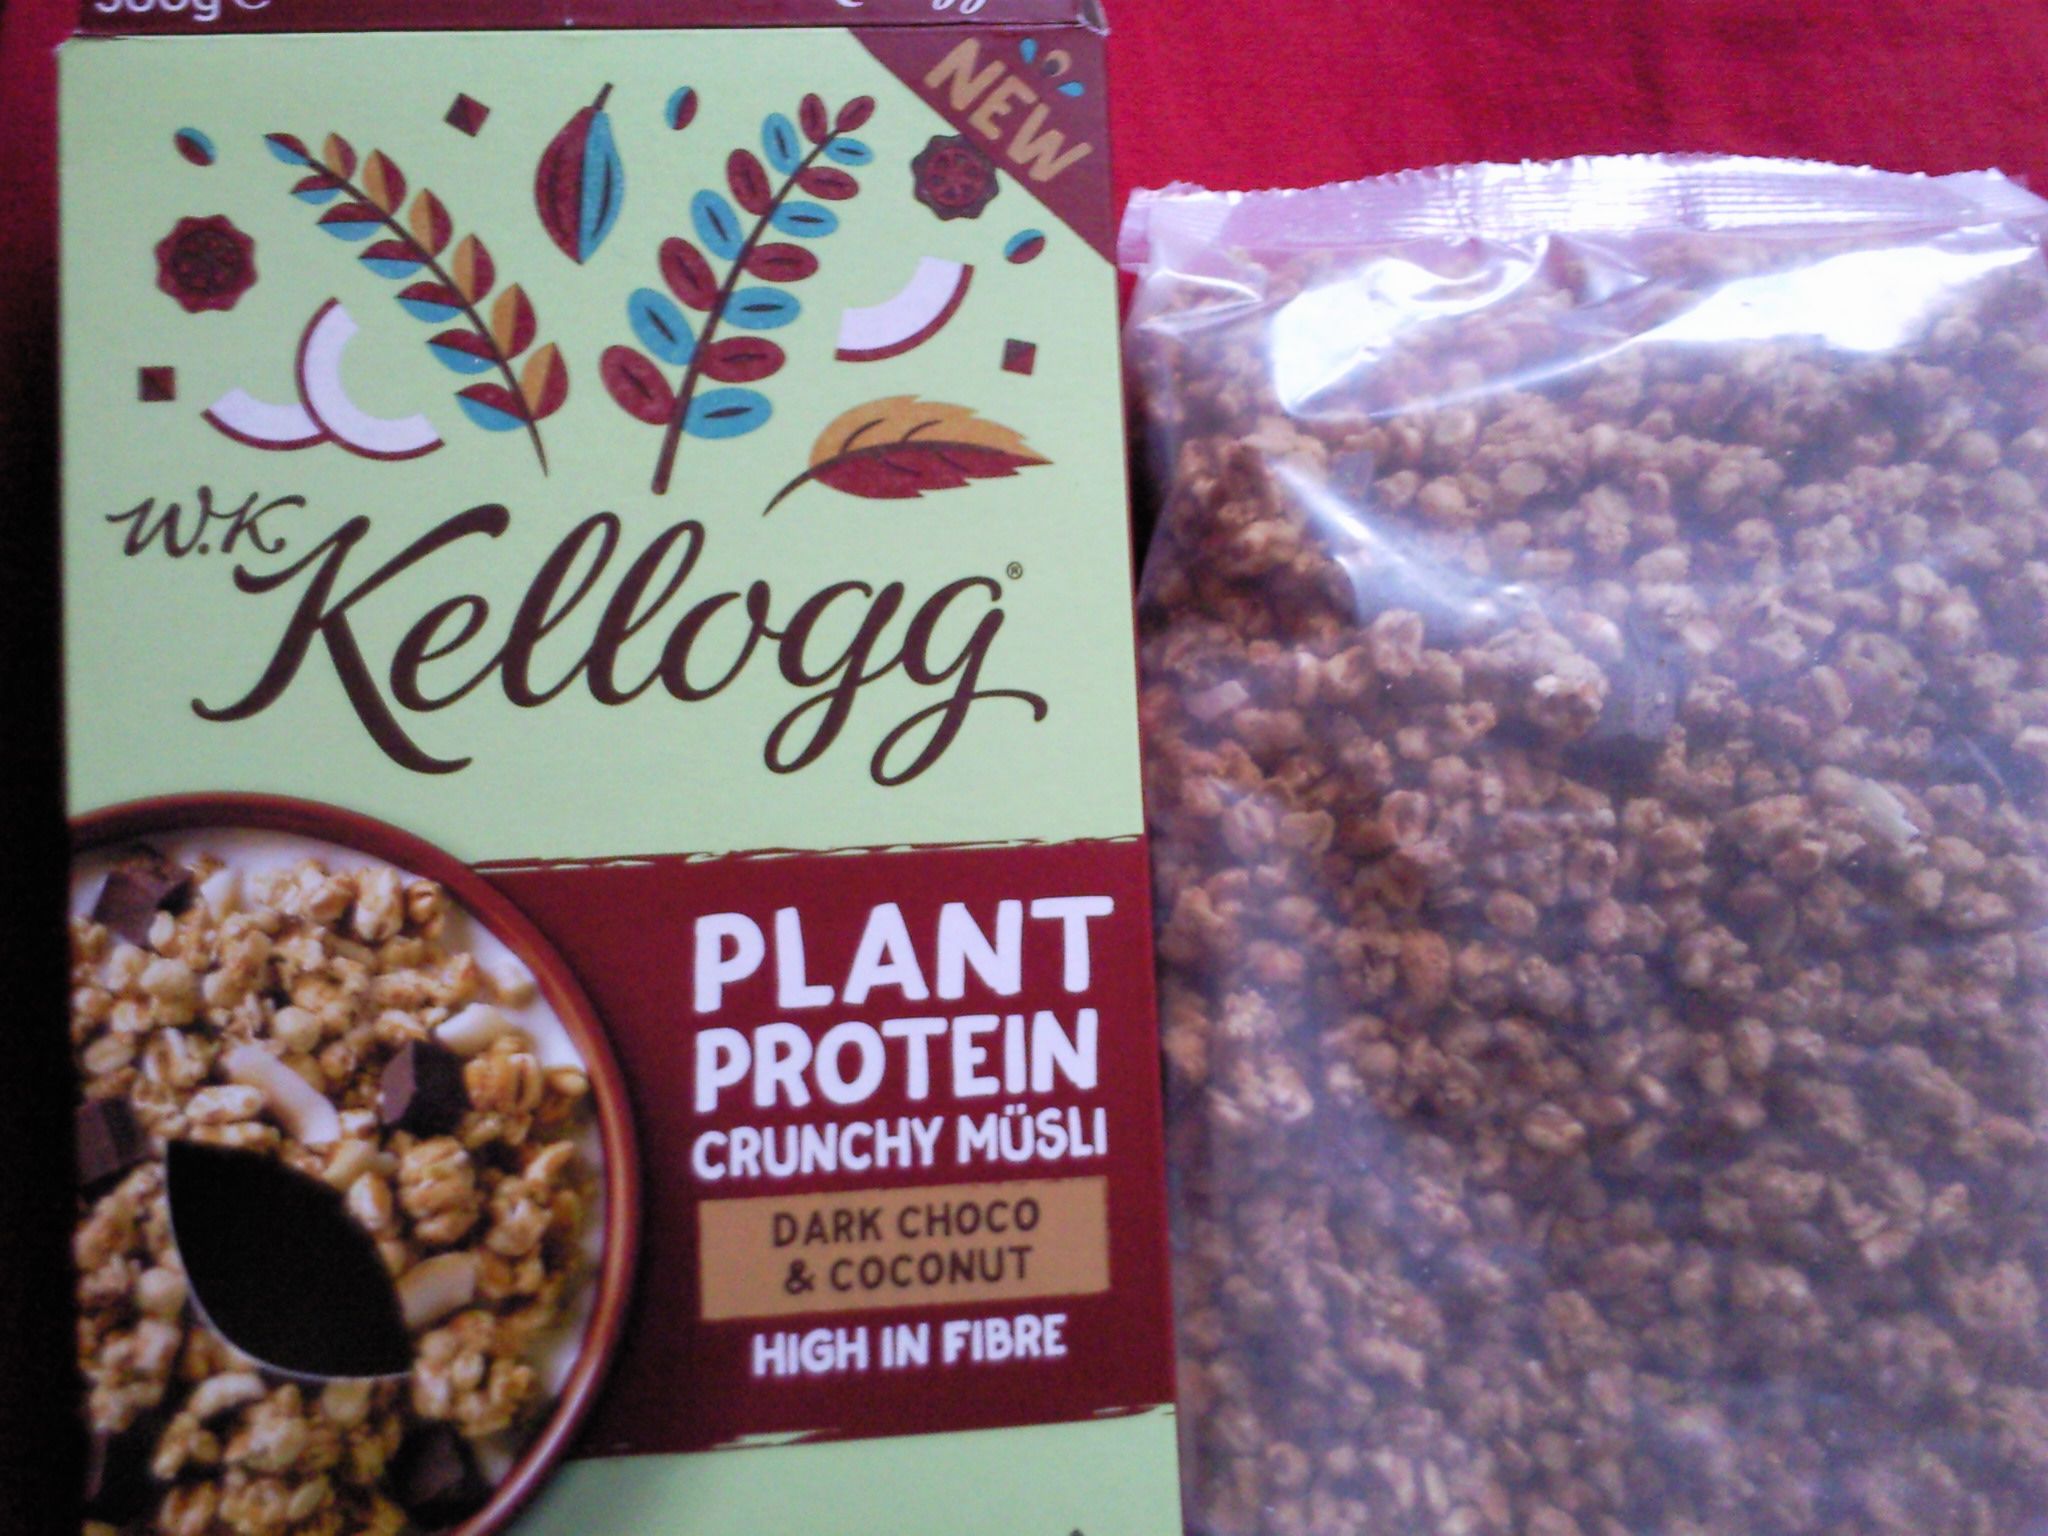 NEW
W.K.
Kellogg®
PLANT
PROTEIN
CRUNCHY MÜSLI
DARK CHOCO
& COCONUT
HIGH IN FIBRE